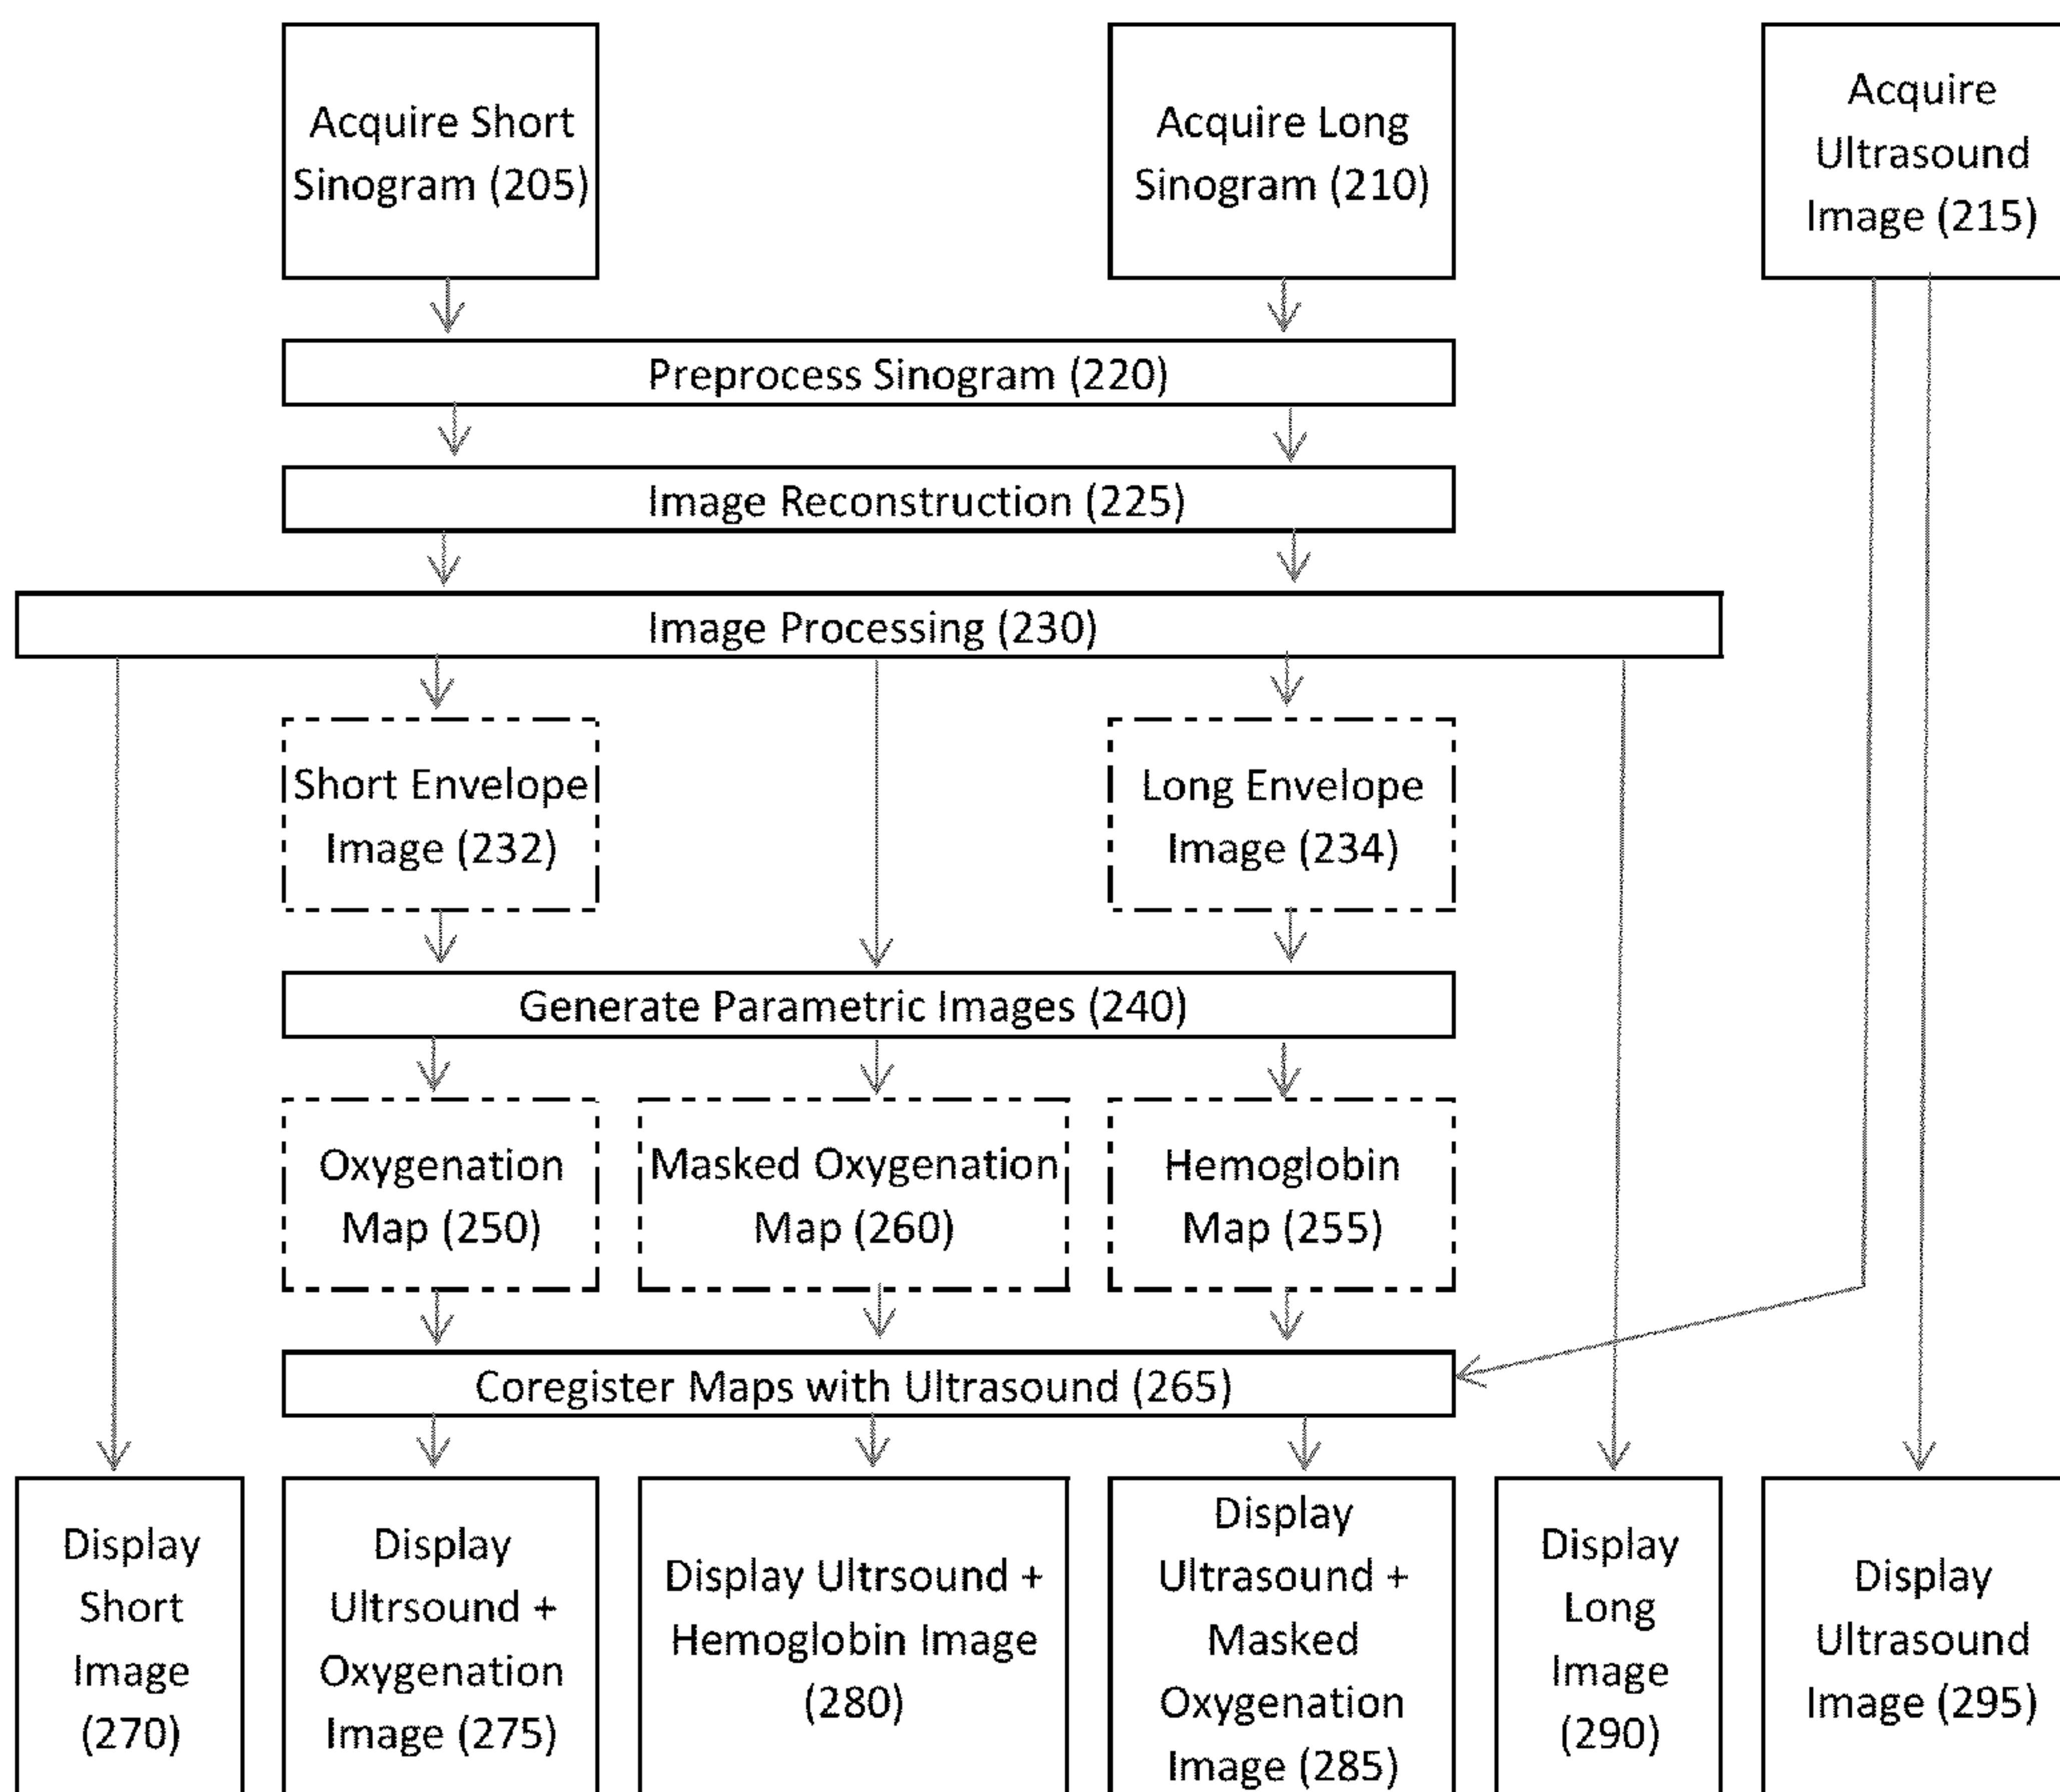 Acquire Short
Sinogram (205)
Acquire Long
Sinogram (210)
Acquire
Ultrasound
Image (215)
Preprocess Sinogram (220)
Image Reconstruction (225)
Image Processing (230)
Short Envelope
Image (232)
Long Envelope
Image (234)
Generate Parametric Images (240)
Oxygenation
Map (250)
Masked Oxygenation
Map (260)
Hemoglobin
Map (255)
Coregister Maps with Ultrasound (265)
Display
Short
Image
(270)
Display
Ultrsound +
Oxygenation
Image (275)
Display Ultrsound +
Hemoglobin Image
(280)
Display
Ultrasound +
Masked
Oxygenation
Image (285)
Display
Long
Image
(290)
Display
Ultrasound
Image (295)